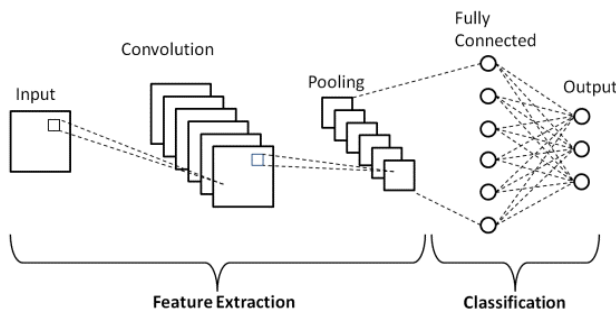 Fully
Connected
Convolution
Pooling
Output
Input
Feature Extraction
Classification